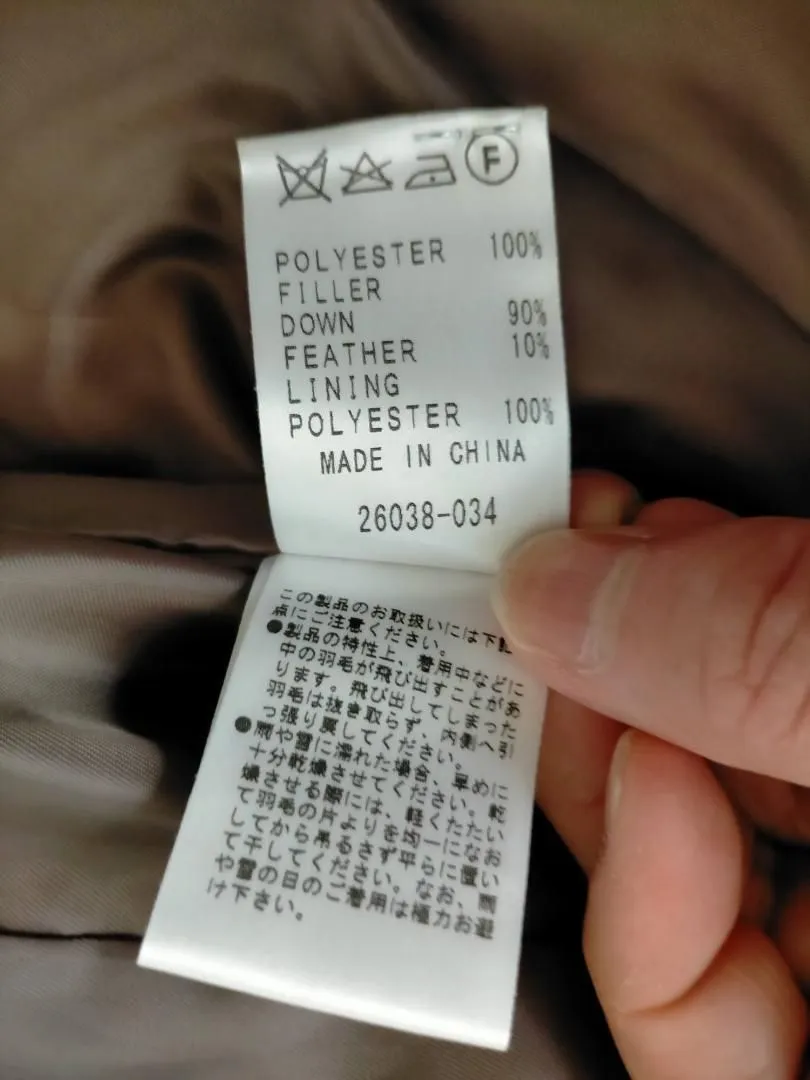 F
POLYESTER 100%
FILLER
DOWN 90%
FEATHER 10%
LINING
POLYESTER 100%
MADE IN CHINA
26038-034
この製品のお取扱いには下記
点にご注意ください。
●製品の特性上、着用中などに
中の羽毛が飛び出すことがあ
ります。飛び出してしまった
羽毛は抜き取らず、内側へ引
っ張り戻してください。
●雨や雪に濡れた場合、早めに
十分乾燥させてください。乾
燥させる際には、軽くたたい
て羽毛の片よりを均一になお
してから吊るさず平らに置い
て干してください。なお、雨
や雪の日のご着用は極力お避
け下さい。